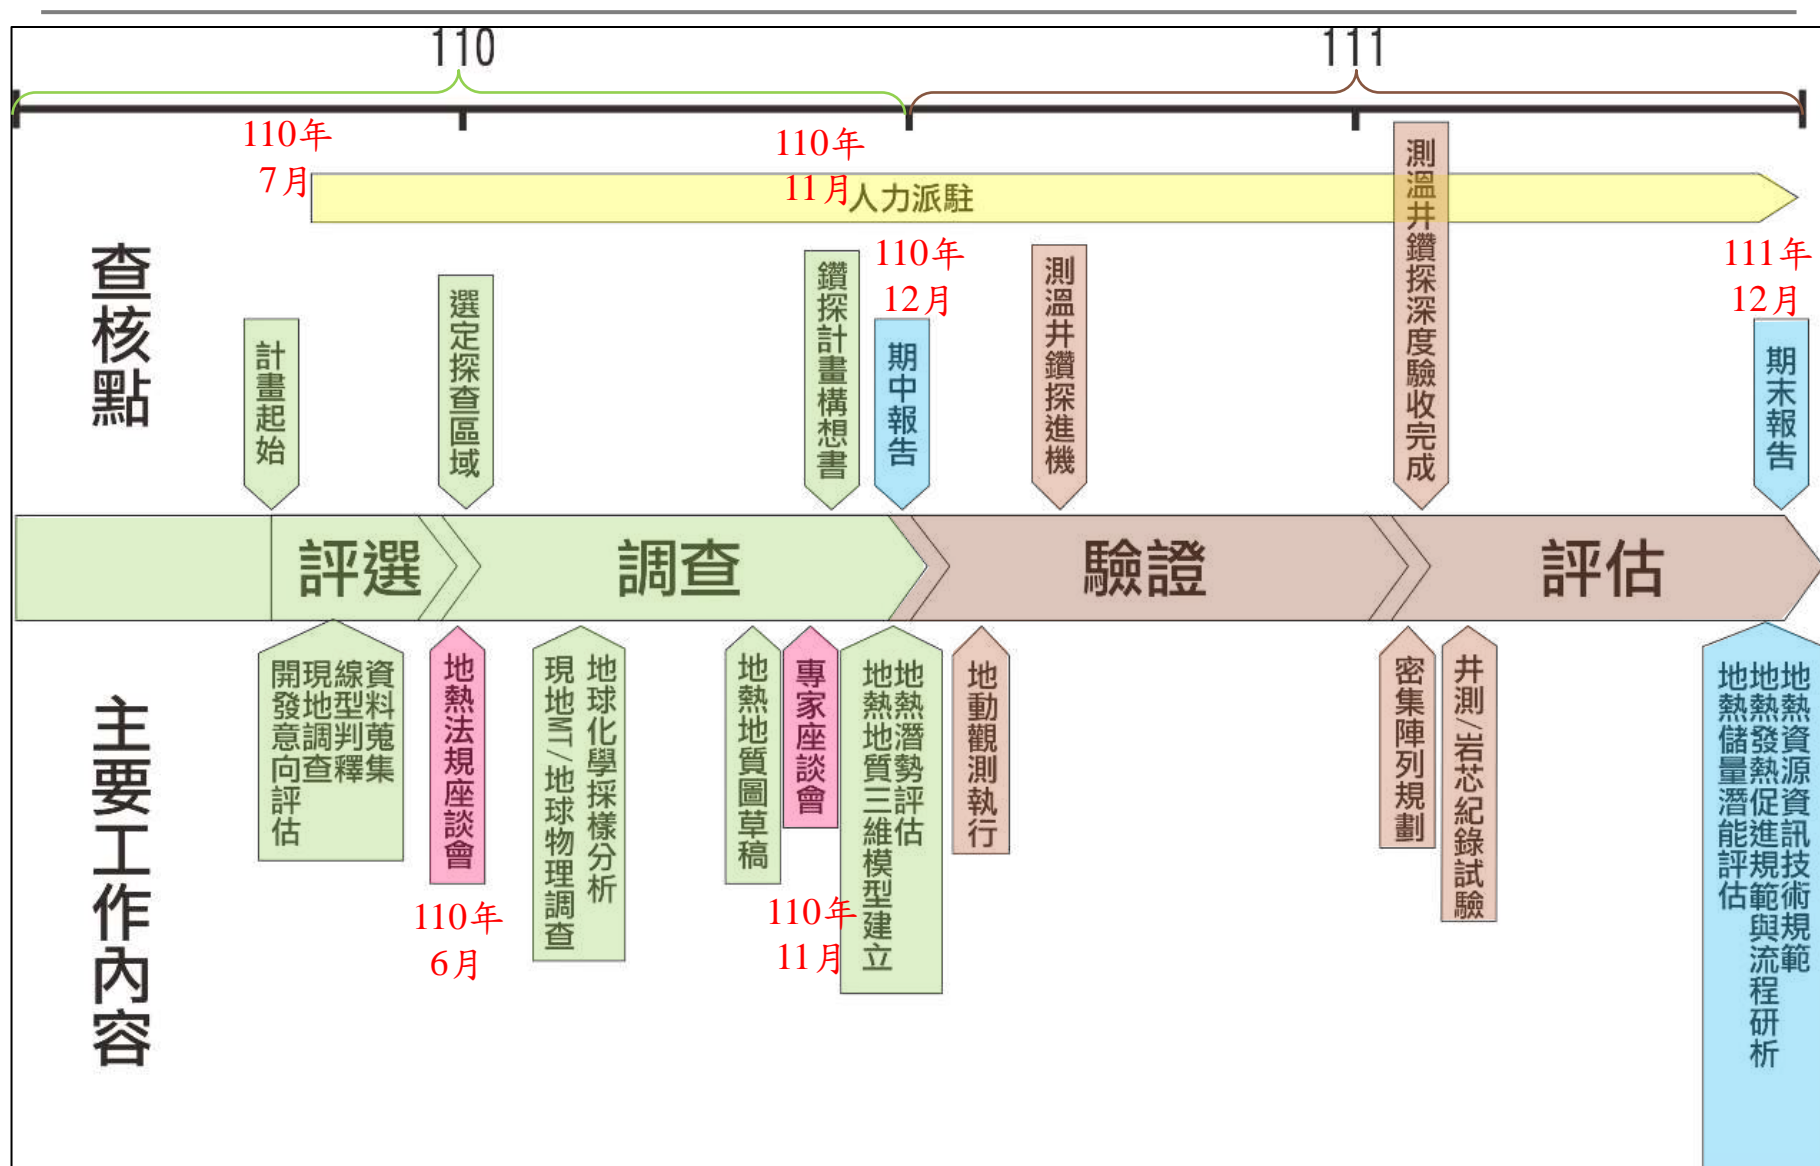 110
111
110年
7月
110年
11月
人力派駐
查核點
計畫起始
選定探查區域
鑽探計畫構想書
110年
12月
期中報告
測溫井鑽探進機
測溫井鑽探深度驗收完成
111年
12月
期末報告
評選
調查
驗證
評估
主要工作內容
資料蒐集
線型判釋
現地調查
開發意向評估
地熱法規座談會
110年
6月
地球化學採樣分析
現地MT/地球物理調查
地熱地質圖草稿
專家座談會
110年
11月
地熱潛勢評估
地熱地質三維模型建立
地動觀測執行
密集陣列規劃
井測/岩芯紀錄試驗
地熱資源資訊技術規範
地熱發熱促進規範與流程研析
地熱儲量潛能評估